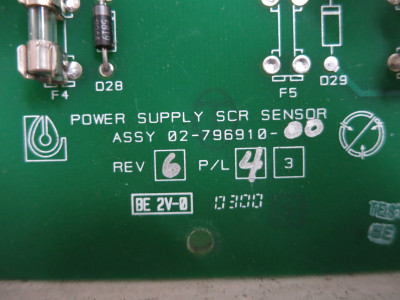 F4 D28 F5 D29
POWER SUPPLY SCR SENSOR
ASSY 02-796910-00
REV 6 P/L 4 3
BE 2V-0 0300